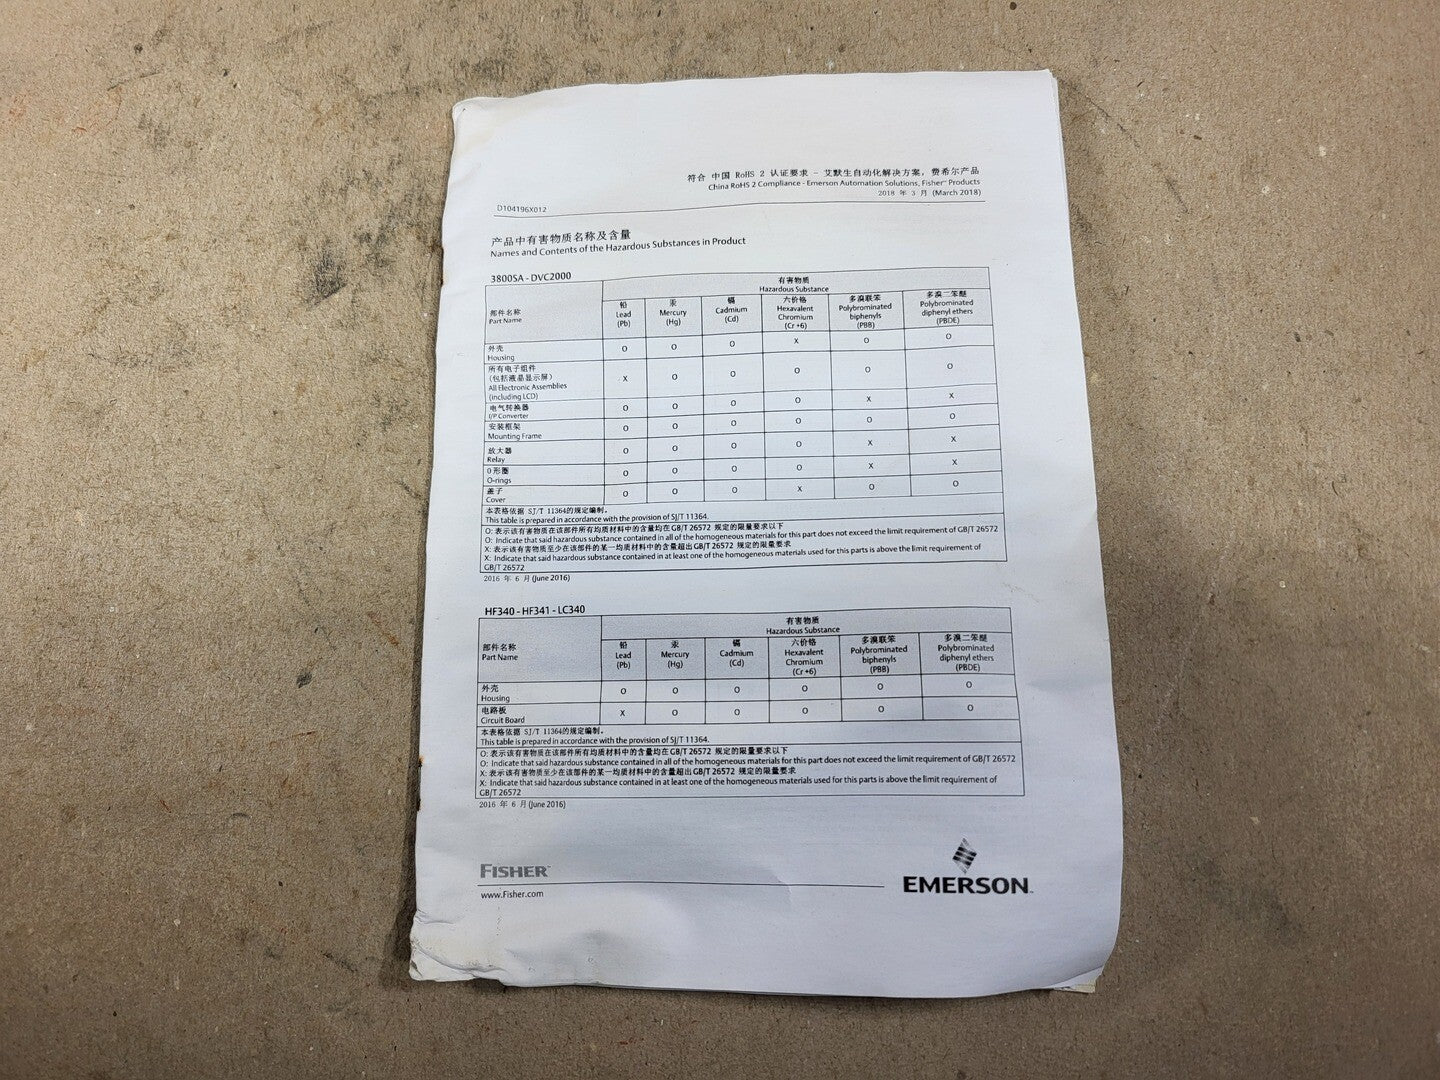 符合 中国 RoHS 2 认证要求 - 艾默生自动化解决方案，费希尔产品
China RoHS 2 Compliance - Emerson Automation Solutions, Fisher™ Products
2018 年 3 月 (March 2018)
D104196X012
产品中有害物质名称及含量
Names and Contents of the Hazardous Substances in Product
3800SA - DVC2000
部件名称
Part Name
有害物质
Hazardous Substance
铅
Lead
(Pb)
汞
Mercury
(Hg)
镉
Cadmium
(Cd)
六价铬
Hexavalent
Chromium
(Cr +6)
多溴联苯
Polybrominated
biphenyls
(PBB)
多溴二苯醚
Polybrominated
diphenyl ethers
(PBDE)
外壳
Housing
O O O X O O
所有电子组件
(包括液晶显示屏)
All Electronic Assemblies
(including LCD)
X O O O O O
电气转换器
I/P Converter
O O O O X X
安装框架
Mounting Frame
O O O O O O
放大器
Relay
O O O O X X
O形圈
O-rings
O O O O X X
盖子
Cover
O O O X O O
本表格依据 SJ/T 11364的规定编制。
This table is prepared in accordance with the provision of SJ/T 11364.
O: 表示该有害物质在该部件所有均质材料中的含量均在GB/T 26572 规定的限量要求以下
O: Indicate that said hazardous substance contained in all of the homogeneous materials for this part does not exceed the limit requirement of GB/T 26572
X: 表示该有害物质至少在该部件的某一均质材料中的含量超出GB/T 26572 规定的限量要求
X: Indicate that said hazardous substance contained in at least one of the homogeneous materials used for this parts is above the limit requirement of
GB/T 26572
2016 年 6 月 (June 2016)
HF340 - HF341 - LC340
部件名称
Part Name
有害物质
Hazardous Substance
铅
Lead
(Pb)
汞
Mercury
(Hg)
镉
Cadmium
(Cd)
六价铬
Hexavalent
Chromium
(Cr +6)
多溴联苯
Polybrominated
biphenyls
(PBB)
多溴二苯醚
Polybrominated
diphenyl ethers
(PBDE)
外壳
Housing
O O O O O O
电路板
Circuit Board
X O O O O O
本表格依据 SJ/T 11364的规定编制。
This table is prepared in accordance with the provision of SJ/T 11364.
O: 表示该有害物质在该部件所有均质材料中的含量均在GB/T 26572 规定的限量要求以下
O: Indicate that said hazardous substance contained in all of the homogeneous materials for this part does not exceed the limit requirement of GB/T 26572
X: 表示该有害物质至少在该部件的某一均质材料中的含量超出GB/T 26572 规定的限量要求
X: Indicate that said hazardous substance contained in at least one of the homogeneous materials used for this parts is above the limit requirement of
GB/T 26572
2016 年 6 月 (June 2016)
FISHER™
www.Fisher.com
EMERSON™